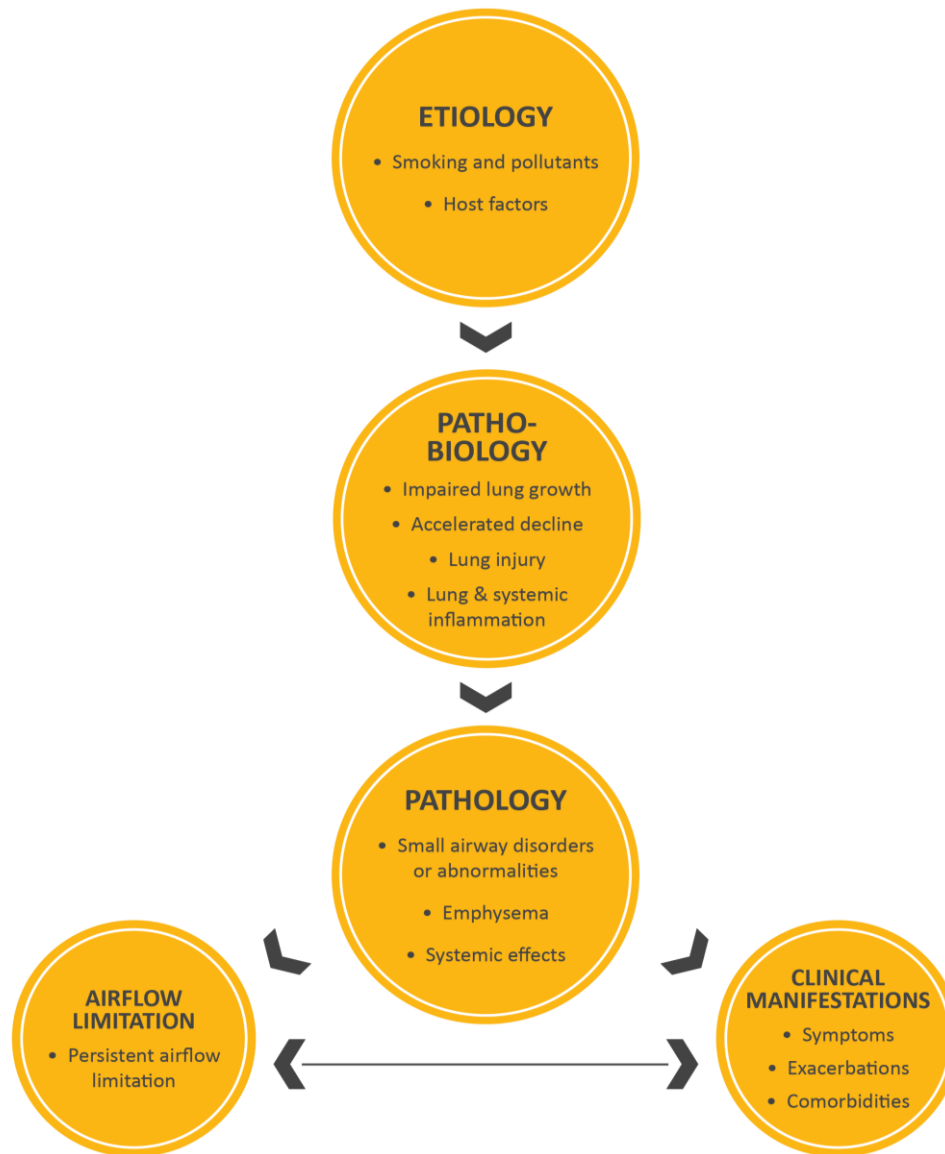 ETIOLOGY
• Smoking and pollutants
• Host factors
PATHO-
BIOLOGY
• Impaired lung growth
• Accelerated decline
• Lung injury
• Lung & systemic
inflammation
PATHOLOGY
• Small airway disorders
or abnormalities
• Emphysema
• Systemic effects
AIRFLOW
LIMITATION
• Persistent airflow
limitation
CLINICAL
MANIFESTATIONS
• Symptoms
• Exacerbations
• Comorbidities